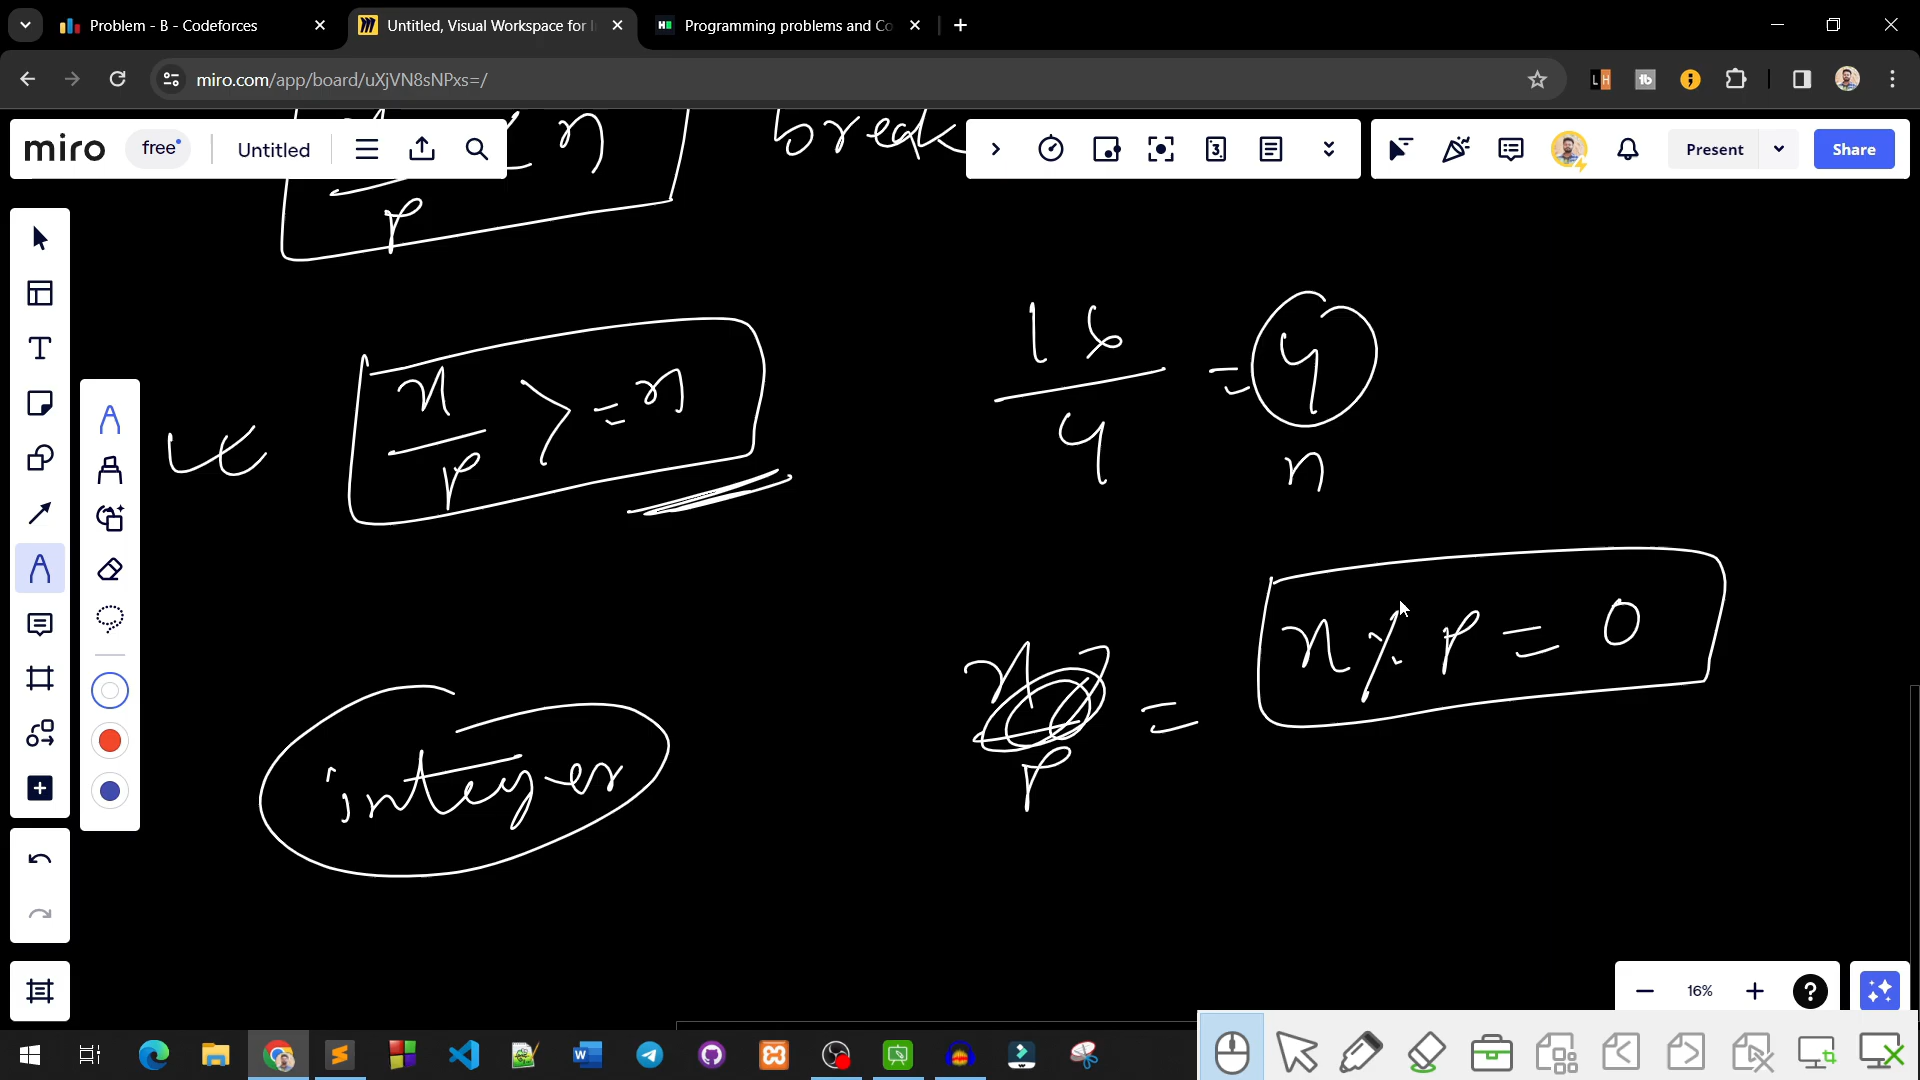 Problem - B - Codeforces
Untitled, Visual Workspace for I
Programming problems and Co
miro.com/app/board/uXjVN8sNPxs=/
miro
free
Untitled
3
Present
Share
n
break
p
x
>= n
p
16
= 4
4
n
x % p = 0
x
=
p
integer
16%